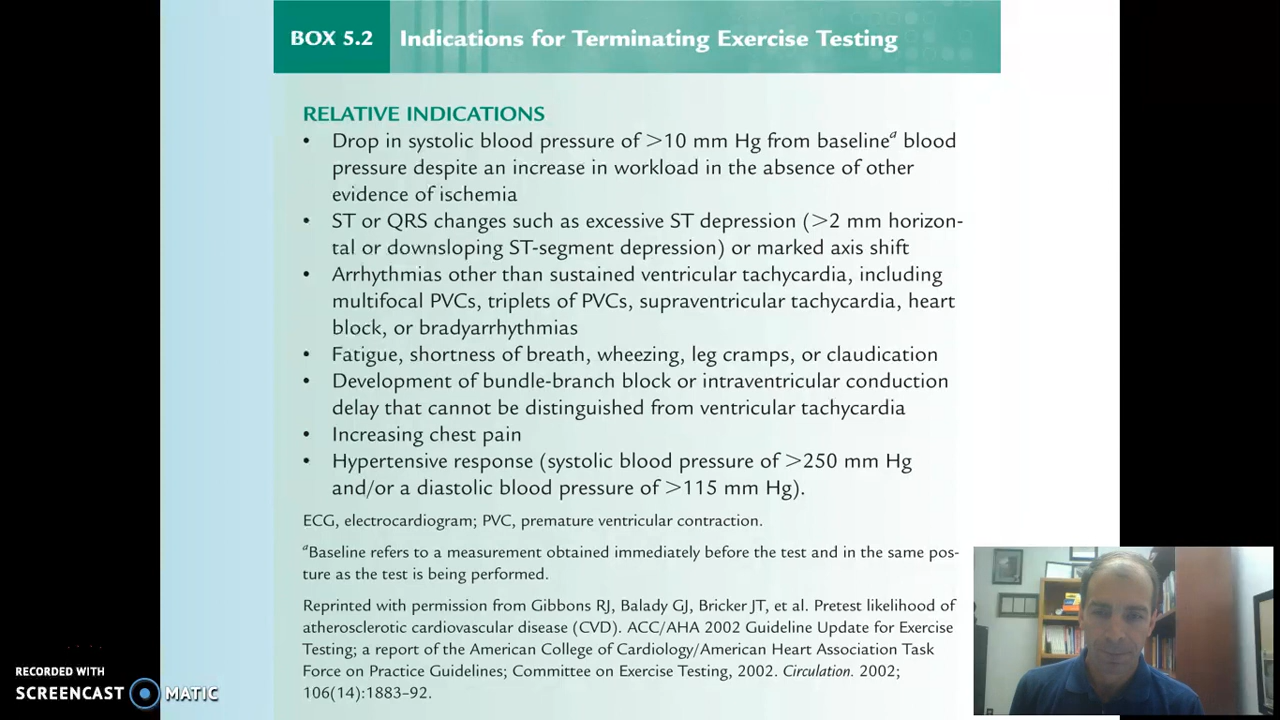 BOX 5.2 Indications for Terminating Exercise Testing
RELATIVE INDICATIONS
• Drop in systolic blood pressure of >10 mm Hg from baselineᵃ blood
pressure despite an increase in workload in the absence of other
evidence of ischemia
• ST or QRS changes such as excessive ST depression (>2 mm horizon-
tal or downsloping ST-segment depression) or marked axis shift
• Arrhythmias other than sustained ventricular tachycardia, including
multifocal PVCs, triplets of PVCs, supraventricular tachycardia, heart
block, or bradyarrhythmias
• Fatigue, shortness of breath, wheezing, leg cramps, or claudication
• Development of bundle-branch block or intraventricular conduction
delay that cannot be distinguished from ventricular tachycardia
• Increasing chest pain
• Hypertensive response (systolic blood pressure of >250 mm Hg
and/or a diastolic blood pressure of >115 mm Hg).
ECG, electrocardiogram; PVC, premature ventricular contraction.
ᵃBaseline refers to a measurement obtained immediately before the test and in the same pos-
ture as the test is being performed.
Reprinted with permission from Gibbons RJ, Balady GJ, Bricker JT, et al. Pretest likelihood of
atherosclerotic cardiovascular disease (CVD). ACC/AHA 2002 Guideline Update for Exercise
Testing; a report of the American College of Cardiology/American Heart Association Task
Force on Practice Guidelines; Committee on Exercise Testing, 2002. Circulation. 2002;
106(14):1883–92.
RECORDED WITH
SCREENCAST MATIC